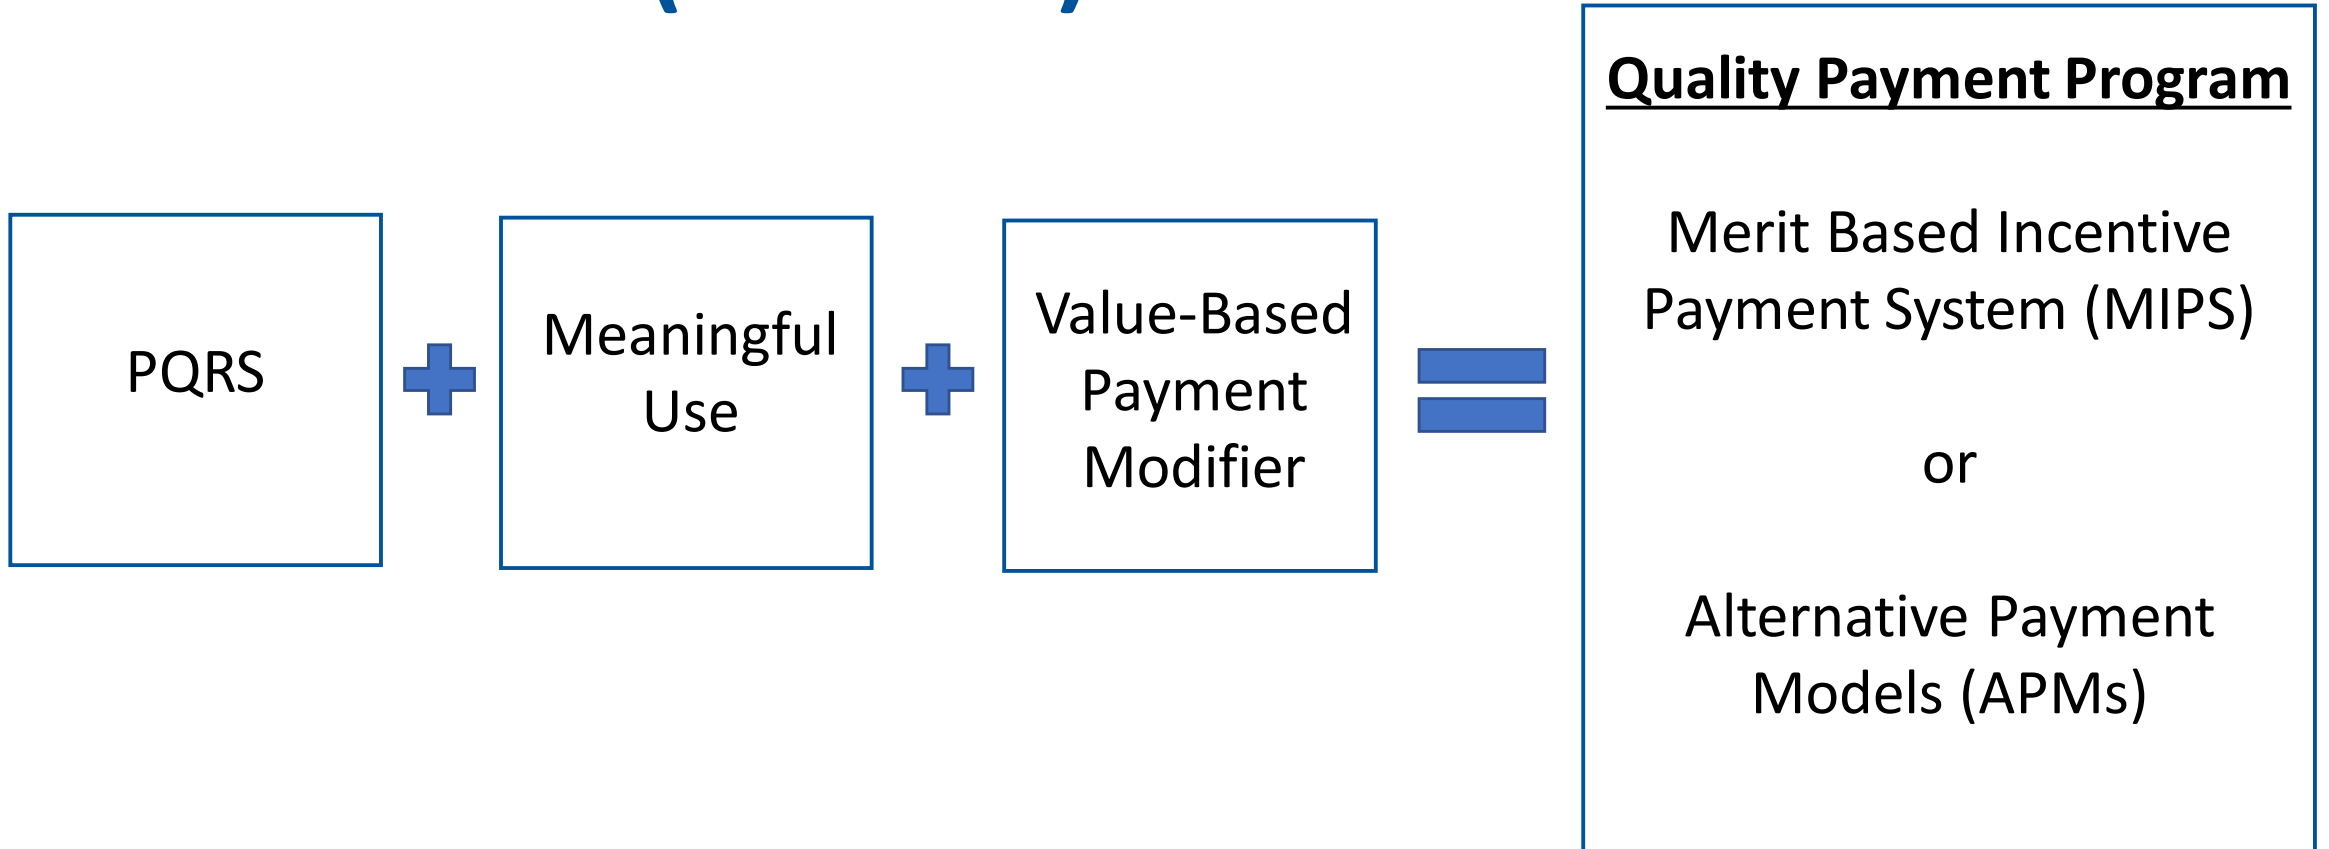 PQRS
Meaningful
Use
Value-Based
Payment
Modifier
Quality Payment Program
Merit Based Incentive
Payment System (MIPS)
or
Alternative Payment
Models (APMs)